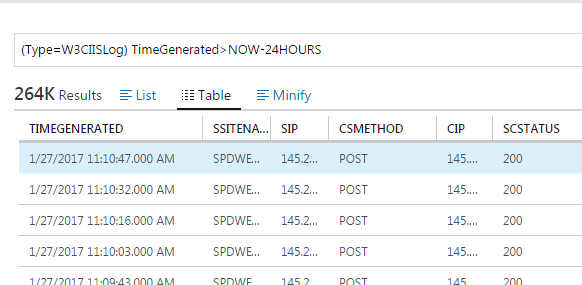 (Type=W3CIISLog) TimeGenerated>NOW-24HOURS
264K Results List Table Minify
TIMEGENERATED SSITENA... SIP CSMETHOD CIP SCSTATUS
1/27/2017 11:10:47.000 AM SPDWE... 145.2... POST 145.... 200
1/27/2017 11:10:32.000 AM SPDWE... 145.2... POST 145.... 200
1/27/2017 11:10:16.000 AM SPDWE... 145.2... POST 145.... 200
1/27/2017 11:10:03.000 AM SPDWE... 145.2... POST 145.... 200
1/27/2017 11:09:43.000 AM SPDWE... 145.2... POST 145.... 200